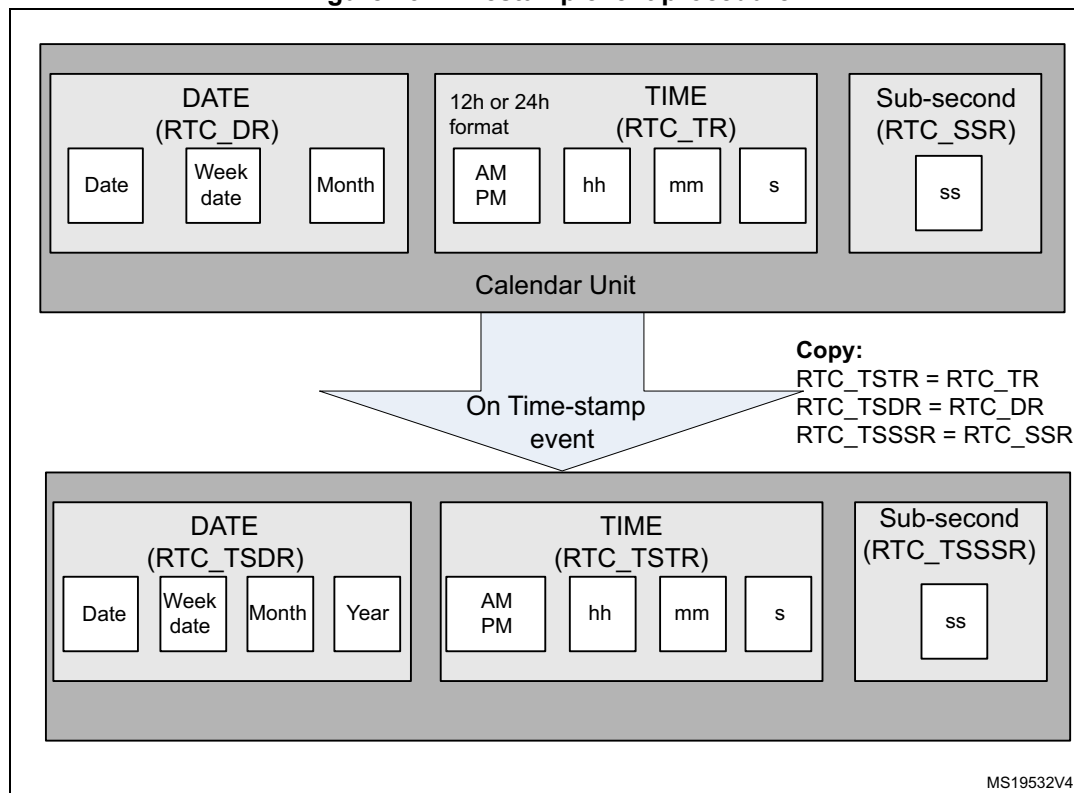 DATE
(RTC_DR)
Date
Week
date
Month
12h or 24h
format
TIME
(RTC_TR)
AM
PM
hh
mm
s
Sub-second
(RTC_SSR)
ss
Calendar Unit
On Time-stamp
event
Copy:
RTC_TSTR = RTC_TR
RTC_TSDR = RTC_DR
RTC_TSSSR = RTC_SSR
DATE
(RTC_TSDR)
Date
Week
date
Month
Year
TIME
(RTC_TSTR)
AM
PM
hh
mm
s
Sub-second
(RTC_TSSSR)
ss
MS19532V4